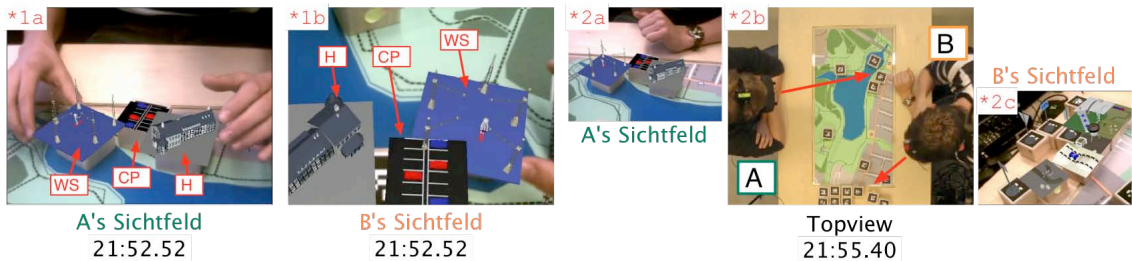 *1a
WS
CP
H
A's Sichtfeld
21:52.52
*1b
H
CP
WS
B's Sichtfeld
21:52.52
*2a
A's Sichtfeld
*2b
B
A
Topview
21:55.40
B's Sichtfeld
*2c